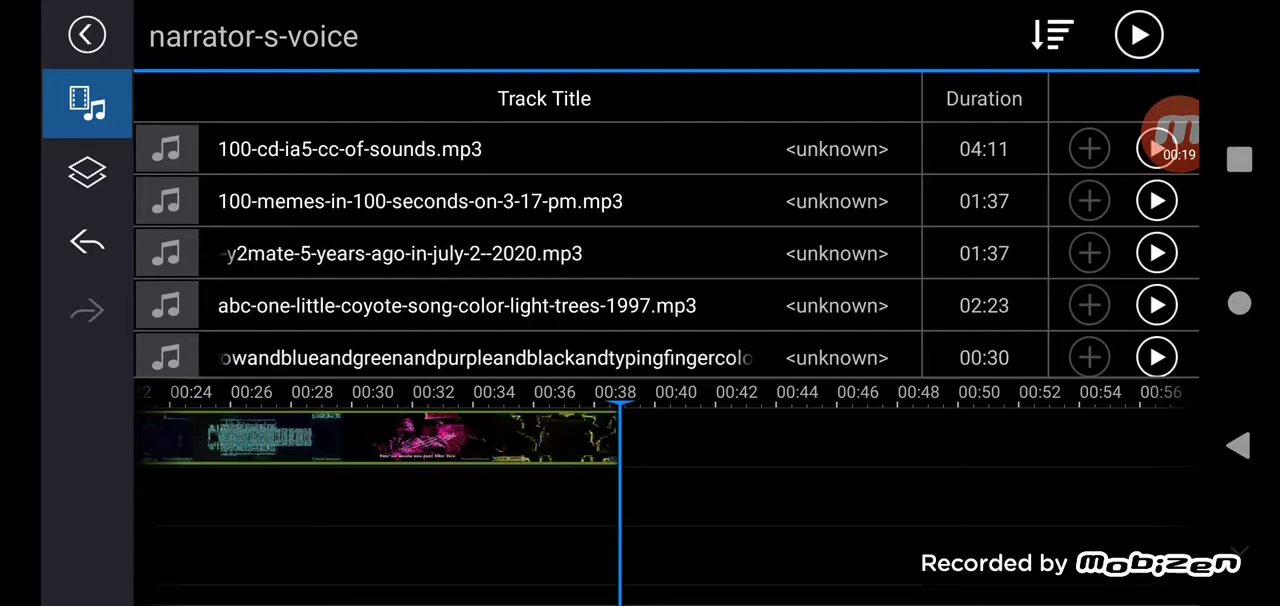 narrator-s-voice
Track Title Duration
100-cd-ia5-cc-of-sounds.mp3 <unknown> 04:11
00:19
100-memes-in-100-seconds-on-3-17-pm.mp3 <unknown> 01:37
-y2mate-5-years-ago-in-july-2--2020.mp3 <unknown> 01:37
abc-one-little-coyote-song-color-light-trees-1997.mp3 <unknown> 02:23
owandblueandgreenandpurpleandblackandtypingfingercolo <unknown> 00:30
22 00:24 00:26 00:28 00:30 00:32 00:34 00:36 00:38 00:40 00:42 00:44 00:46 00:48 00:50 00:52 00:54 00:56
Recorded by mobizen